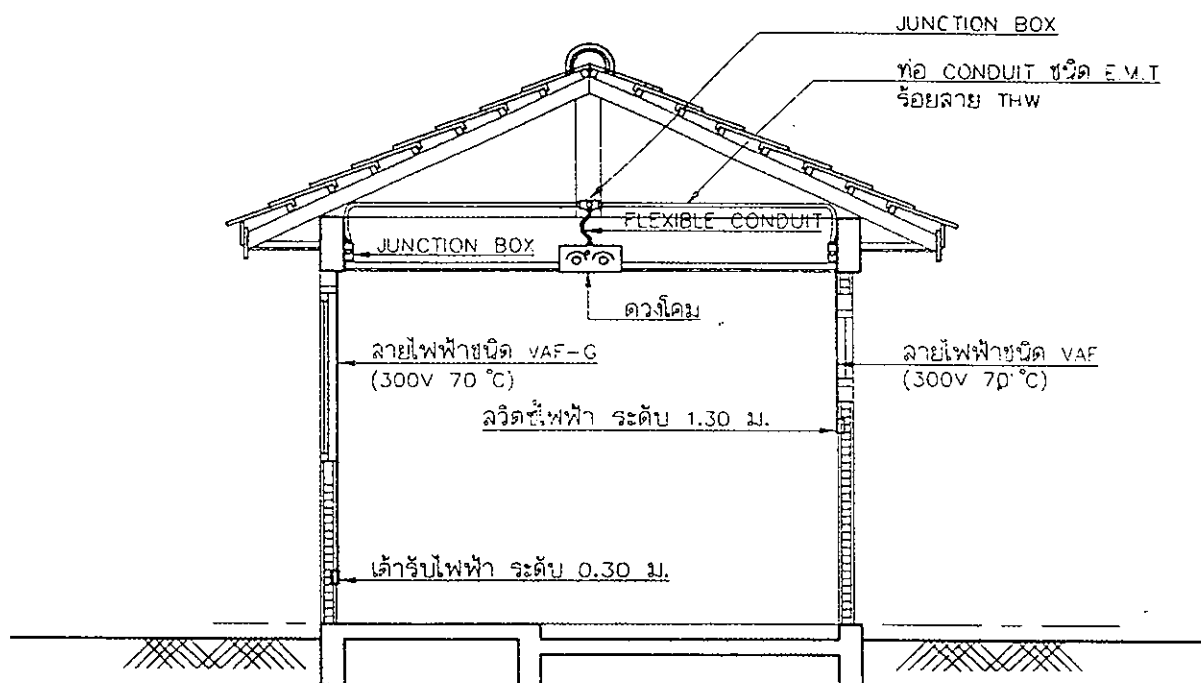 JUNCTION BOX
ท่อ CONDUIT ชนิด E.M.T
ร้อยสาย THW
FLEXIBLE CONDUIT
JUNCTION BOX
ดวงโคม
สายไฟฟ้าชนิด VAF-G
(300V 70 °C)
สายไฟฟ้าชนิด VAF
(300V 70 °C)
สวิตช์ไฟฟ้า ระดับ 1.30 ม.
เต้ารับไฟฟ้า ระดับ 0.30 ม.